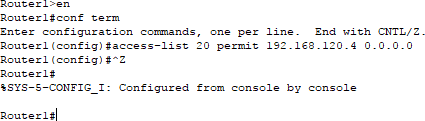 Router1>en
Router1#conf term
Enter configuration commands, one per line.  End with CNTL/Z.
Router1(config)#access-list 20 permit 192.168.120.4 0.0.0.0
Router1(config)#^Z
Router1#
%SYS-5-CONFIG_I: Configured from console by console
Router1#